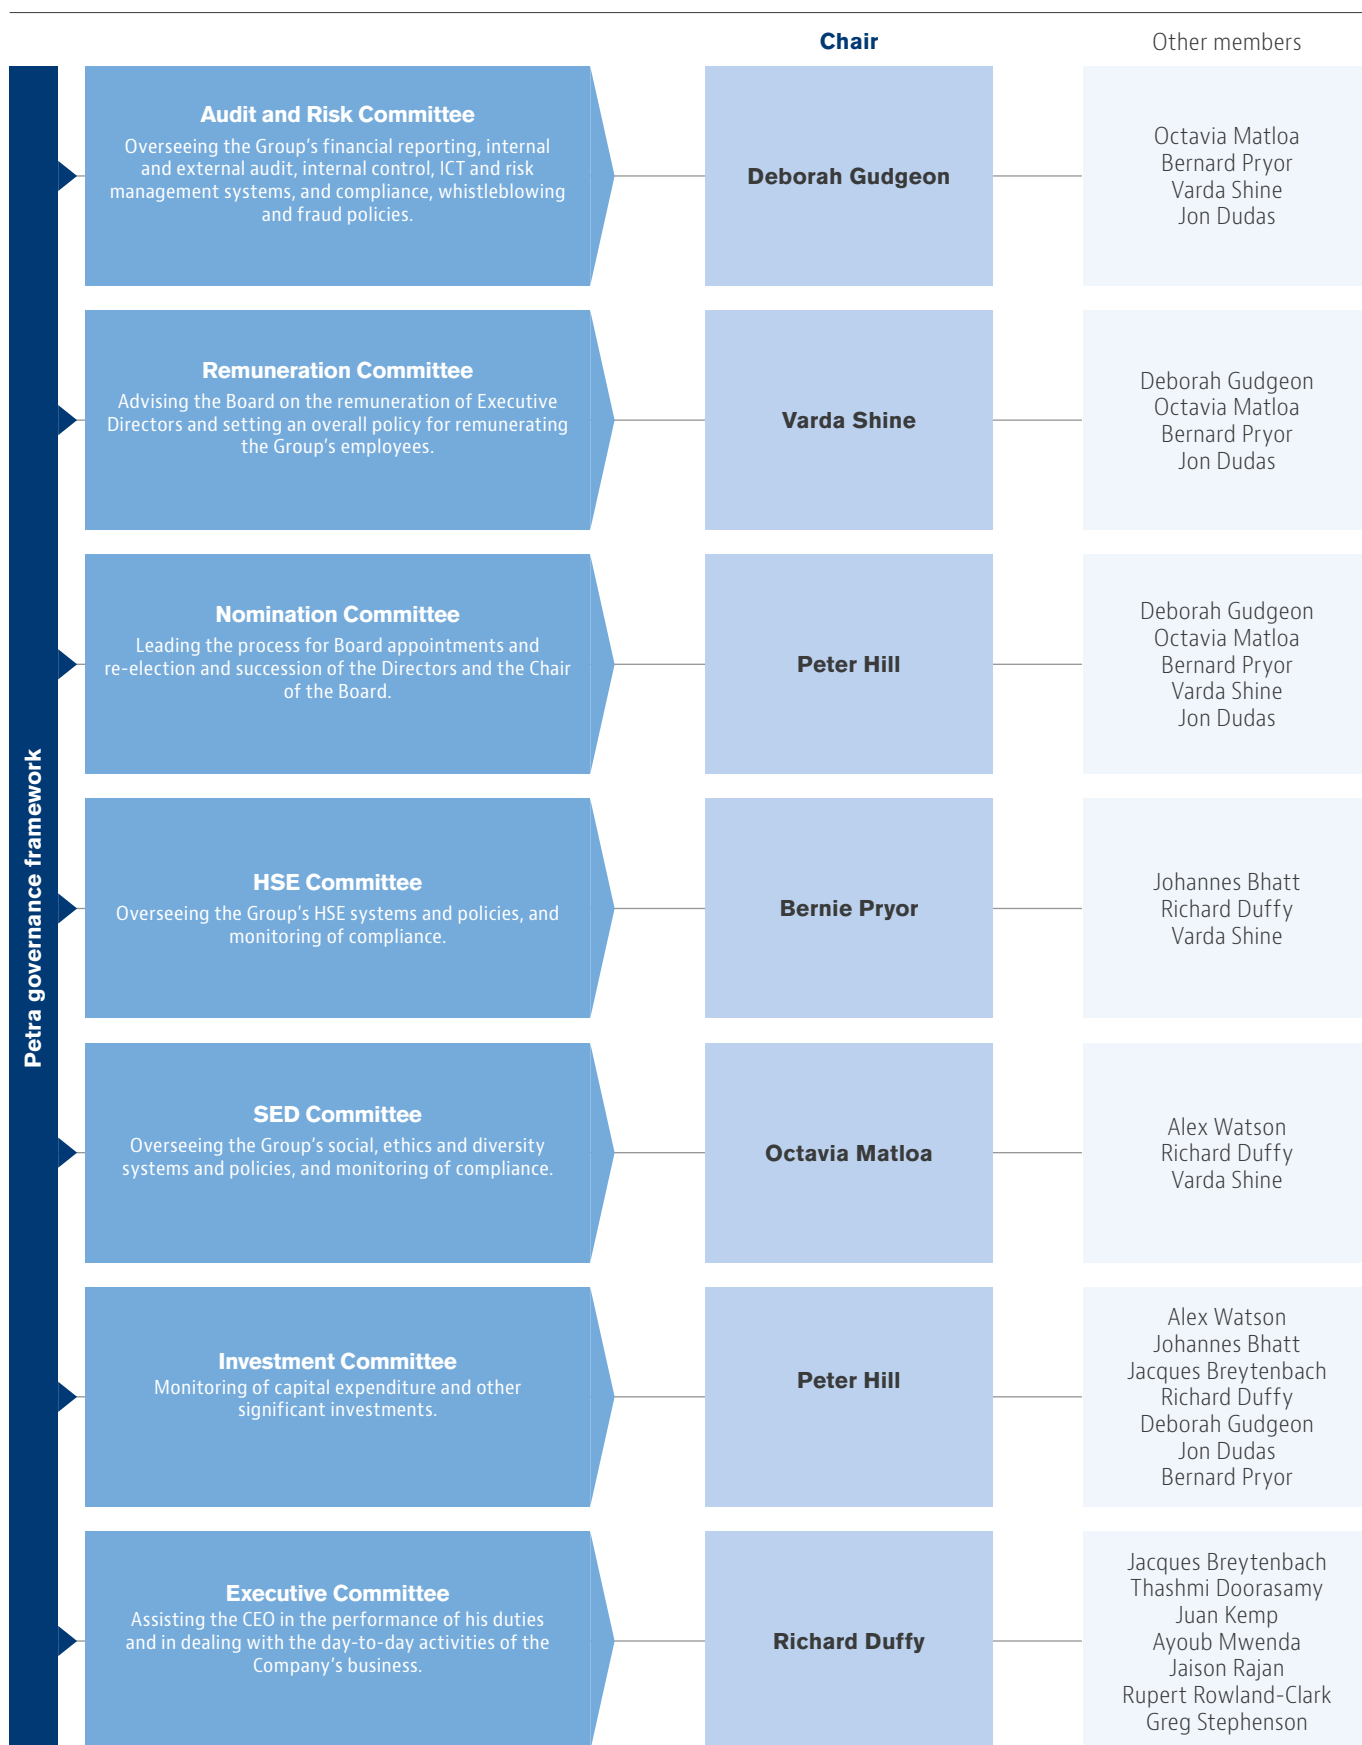 Chair
Other members
Petra governance framework
Audit and Risk Committee
Overseeing the Group’s financial reporting, internal
and external audit, internal control, ICT and risk
management systems, and compliance, whistleblowing
and fraud policies.
Deborah Gudgeon
Octavia Matloa
Bernard Pryor
Varda Shine
Jon Dudas
Remuneration Committee
Advising the Board on the remuneration of Executive
Directors and setting an overall policy for remunerating
the Group’s employees.
Varda Shine
Deborah Gudgeon
Octavia Matloa
Bernard Pryor
Jon Dudas
Nomination Committee
Leading the process for Board appointments and
re-election and succession of the Directors and the Chair
of the Board.
Peter Hill
Deborah Gudgeon
Octavia Matloa
Bernard Pryor
Varda Shine
Jon Dudas
HSE Committee
Overseeing the Group’s HSE systems and policies, and
monitoring of compliance.
Bernie Pryor
Johannes Bhatt
Richard Duffy
Varda Shine
SED Committee
Overseeing the Group’s social, ethics and diversity
systems and policies, and monitoring of compliance.
Octavia Matloa
Alex Watson
Richard Duffy
Varda Shine
Investment Committee
Monitoring of capital expenditure and other
significant investments.
Peter Hill
Alex Watson
Johannes Bhatt
Jacques Breytenbach
Richard Duffy
Deborah Gudgeon
Jon Dudas
Bernard Pryor
Executive Committee
Assisting the CEO in the performance of his duties
and in dealing with the day-to-day activities of the
Company’s business.
Richard Duffy
Jacques Breytenbach
Thashmi Doorasamy
Juan Kemp
Ayoub Mwenda
Jaison Rajan
Rupert Rowland-Clark
Greg Stephenson